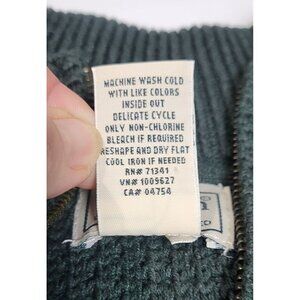 MACHINE WASH COLD
WITH LIKE COLORS
INSIDE OUT
DELICATE CYCLE
ONLY NON-CHLORINE
BLEACH IF REQUIRED
RESHAPE AND DRY FLAT
COOL IRON IF NEEDED
RN# 71341
VN# 1009627
CA# 04754